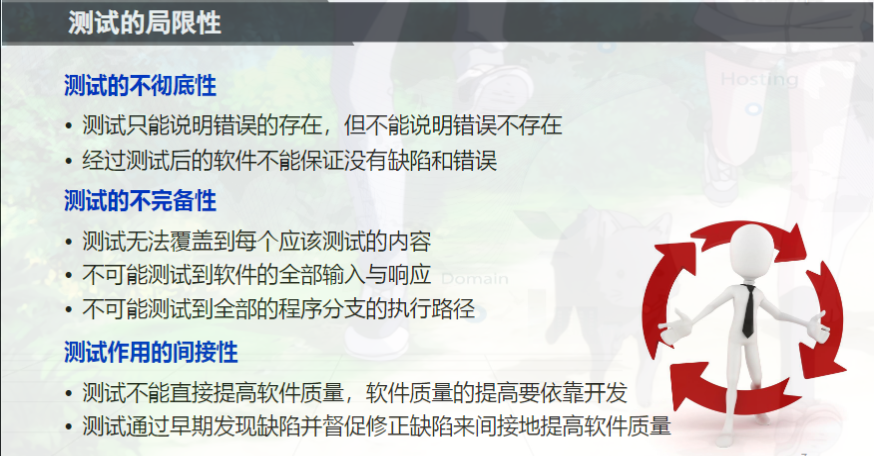 测试的局限性
Hosting
测试的不彻底性
• 测试只能说明错误的存在，但不能说明错误不存在
• 经过测试后的软件不能保证没有缺陷和错误
测试的不完备性
• 测试无法覆盖到每个应该测试的内容
• 不可能测试到软件的全部输入与响应
Domain
• 不可能测试到全部的程序分支的执行路径
测试作用的间接性
• 测试不能直接提高软件质量，软件质量的提高要依靠开发
• 测试通过早期发现缺陷并督促修正缺陷来间接地提高软件质量